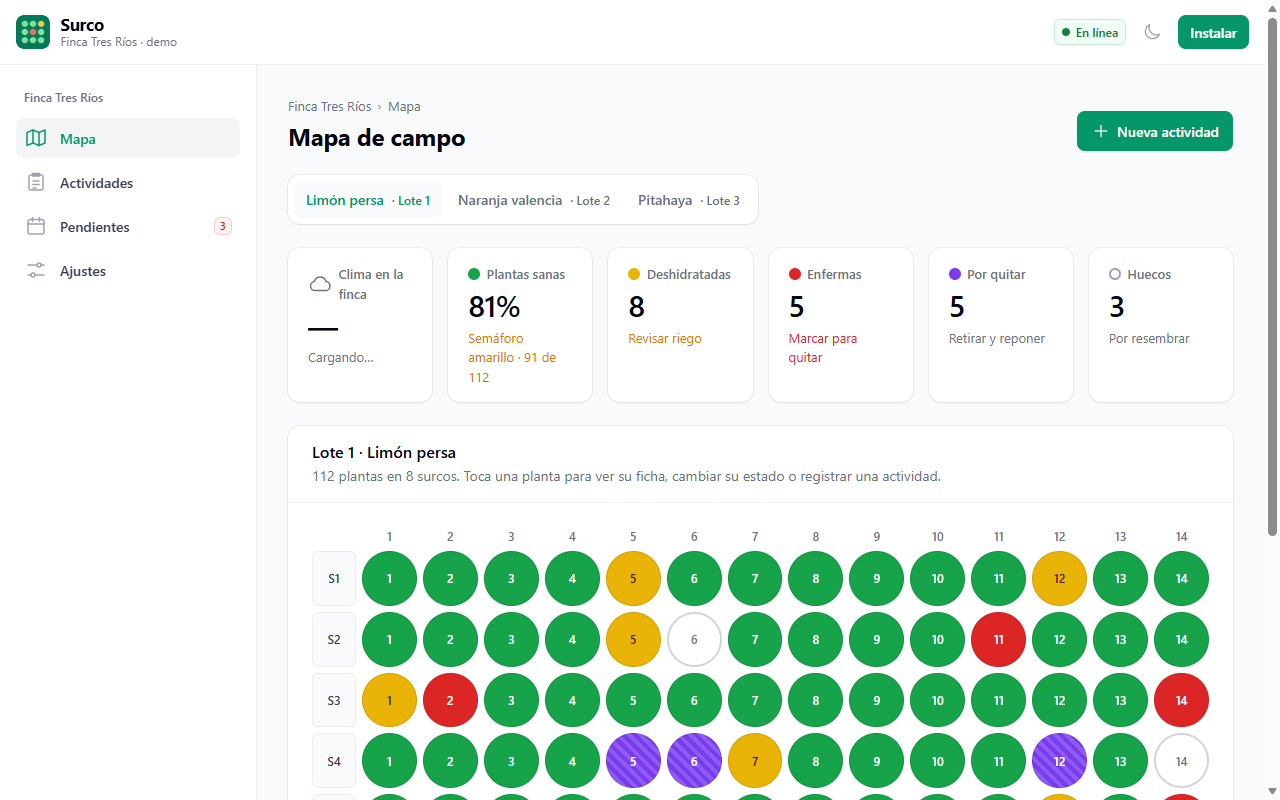 Surco
Finca Tres Ríos · demo
En línea
Instalar
Finca Tres Ríos
Mapa
Actividades
Pendientes
3
Ajustes
Finca Tres Ríos › Mapa
Mapa de campo
Nueva actividad
Limón persa · Lote 1
Naranja valencia · Lote 2
Pitahaya · Lote 3
Clima en la
finca
—
Cargando...
Plantas sanas
81%
Semáforo
amarillo · 91 de
112
Deshidratadas
8
Revisar riego
Enfermas
5
Marcar para
quitar
Por quitar
5
Retirar y reponer
Huecos
3
Por resembrar
Lote 1 · Limón persa
112 plantas en 8 surcos. Toca una planta para ver su ficha, cambiar su estado o registrar una actividad.
1 2 3 4 5 6 7 8 9 10 11 12 13 14
S1 1 2 3 4 5 6 7 8 9 10 11 12 13 14
S2 1 2 3 4 5 6 7 8 9 10 11 12 13 14
S3 1 2 3 4 5 6 7 8 9 10 11 12 13 14
S4 1 2 3 4 5 6 7 8 9 10 11 12 13 14